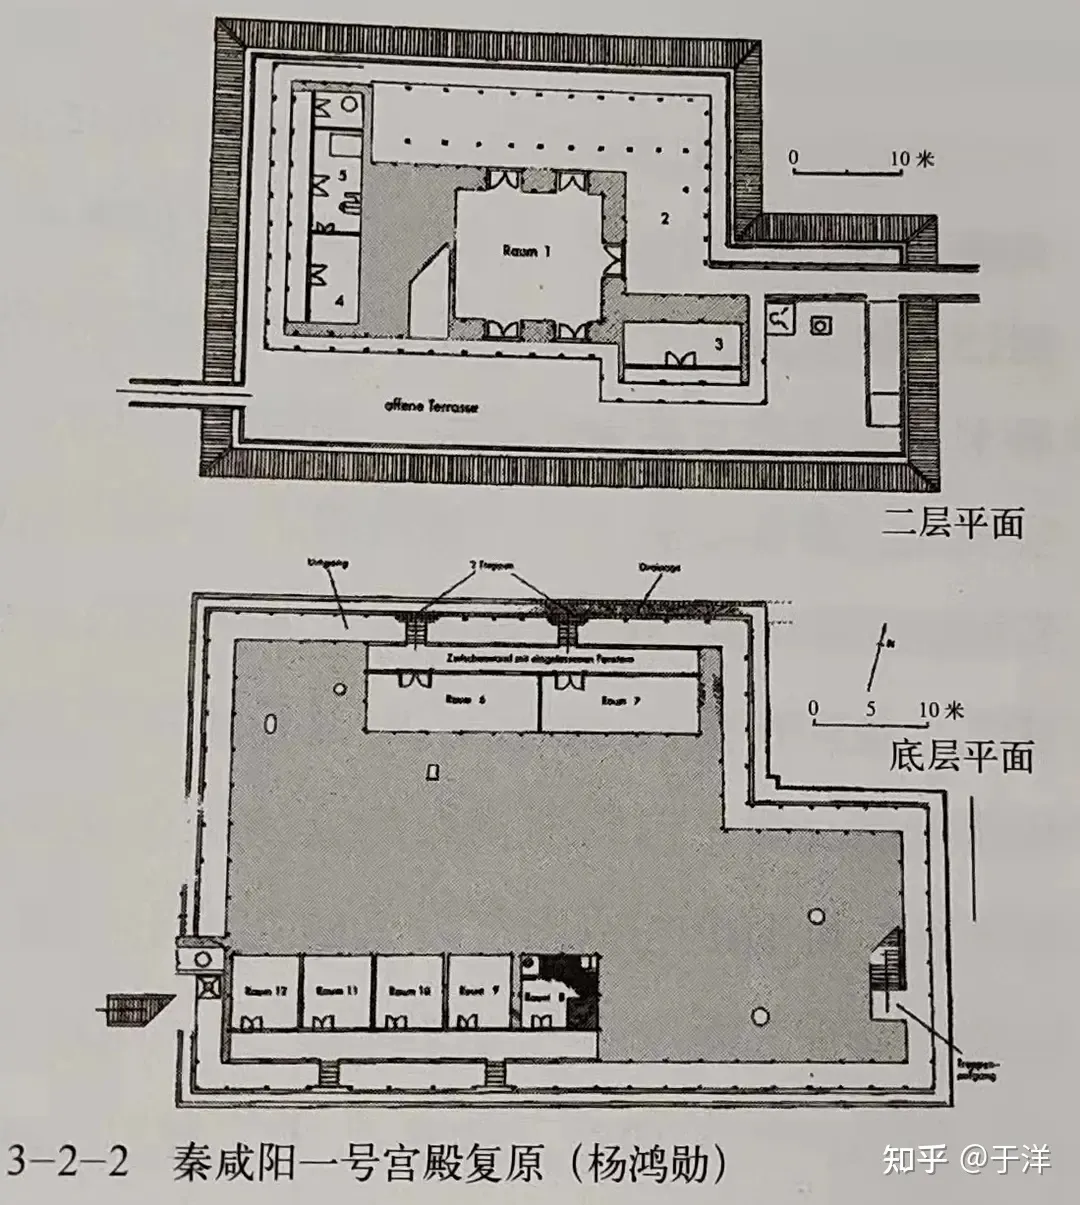 0 10 米
5
Raum 1
2
4
3
offene Terrasse
二层平面
Umgang
2 Treppen
Drainage
Zwischenwand mit eingelassenen Fenstern
Raum 6
Raum 7
N
0 5 10 米
底层平面
Raum 12
Raum 11
Raum 10
Raum 9
Raum 8
Treppen-
aufgang
3-2-2 秦咸阳一号宫殿复原（杨鸿勋）
知乎 @于洋